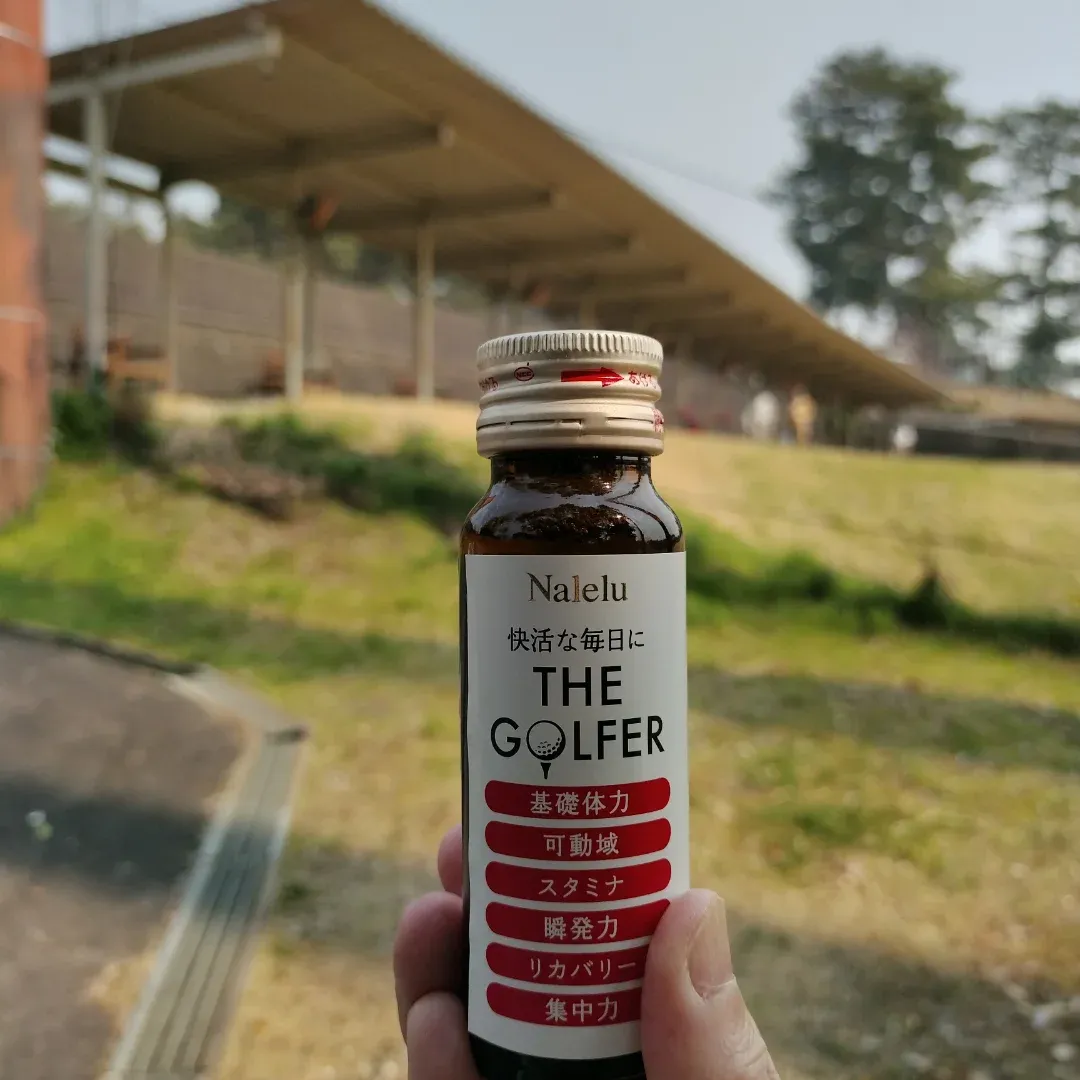 Nalelu
快活な毎日に
THE
GOLFER
基礎体力
可動域
スタミナ
瞬発力
リカバリー
集中力